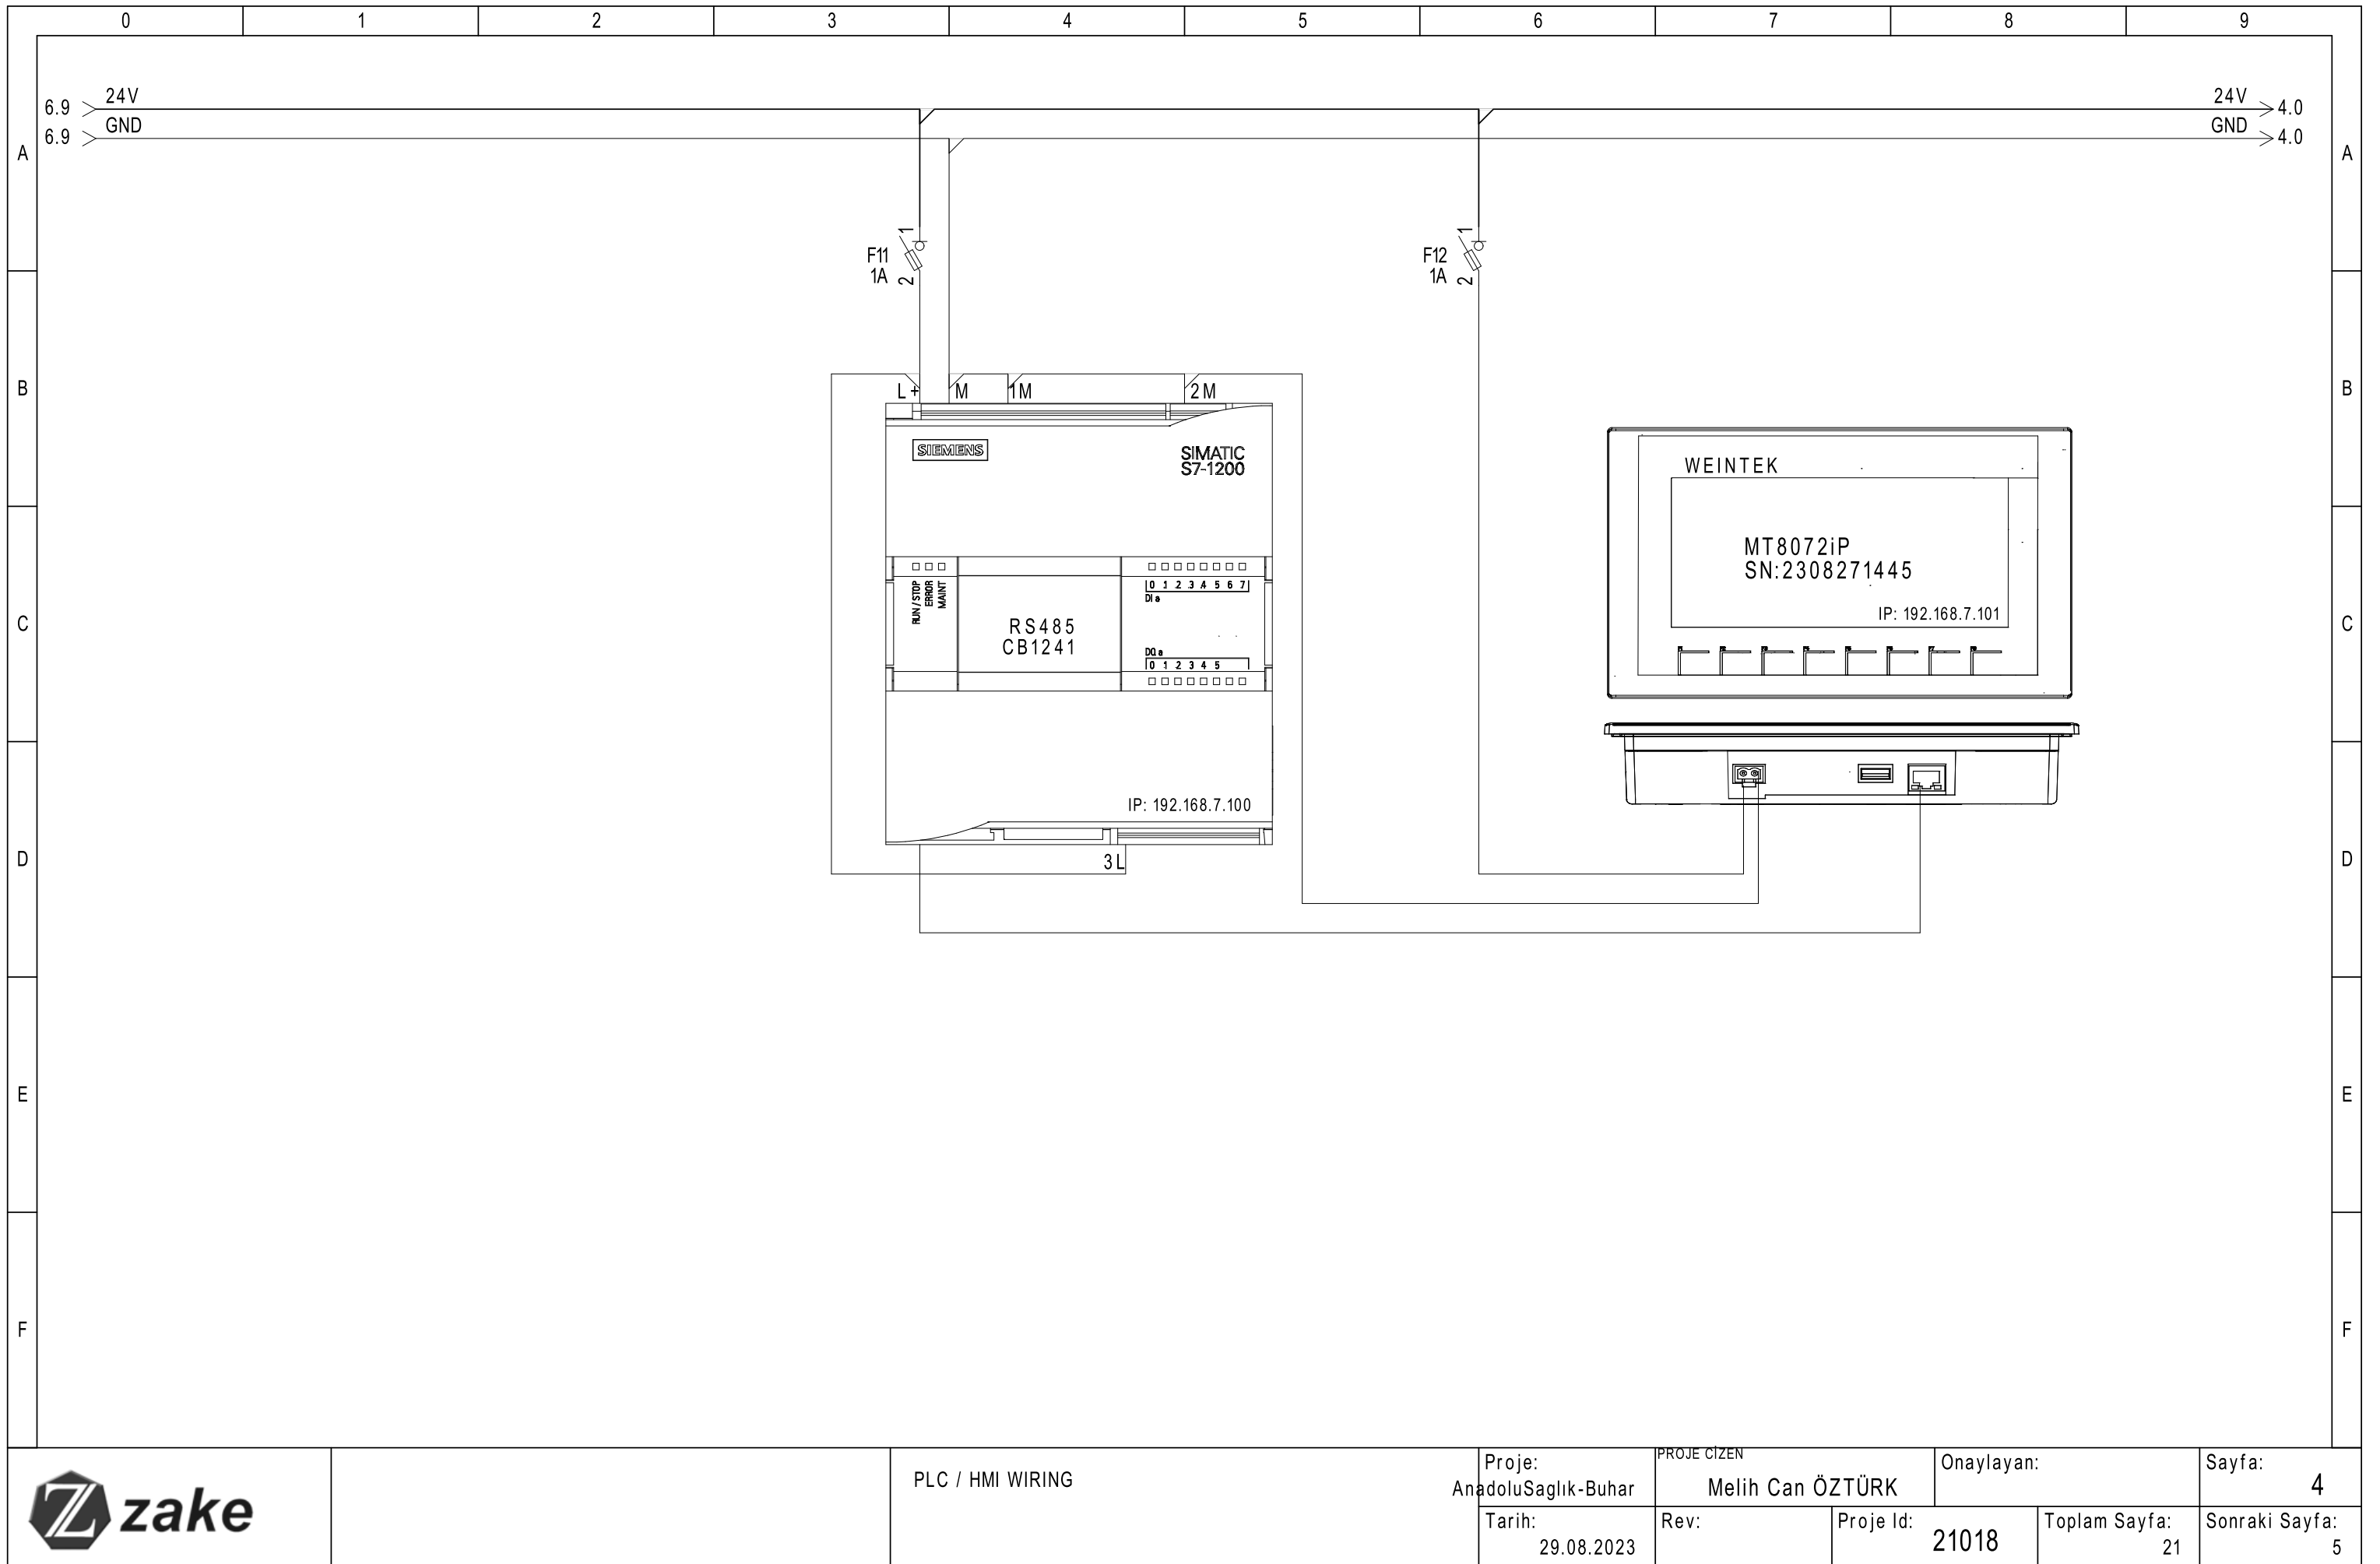 0 1 2 3 4 5 6 7 8 9
6.9 24V 24V 4.0
6.9 GND GND 4.0
A A
F11
1A
1
2
F12
1A
1
2
B B
L+ M 1M 2M
SIEMENS
SIMATIC
S7-1200
WEINTEK
MT8072iP
SN:2308271445
IP: 192.168.7.101
C C
RUN / STOP
ERROR
MAINT
0 1 2 3 4 5 6 7
DI a
RS485
CB1241
DQ a
0 1 2 3 4 5
IP: 192.168.7.100
D D
3L
E E
F F
zake
PLC / HMI WIRING
Proje:
AnadoluSaglık-Buhar
PROJE CİZEN
Melih Can ÖZTÜRK
Onaylayan:
Sayfa:
4
Tarih:
29.08.2023
Rev:
Proje Id:
21018
Toplam Sayfa:
21
Sonraki Sayfa:
5